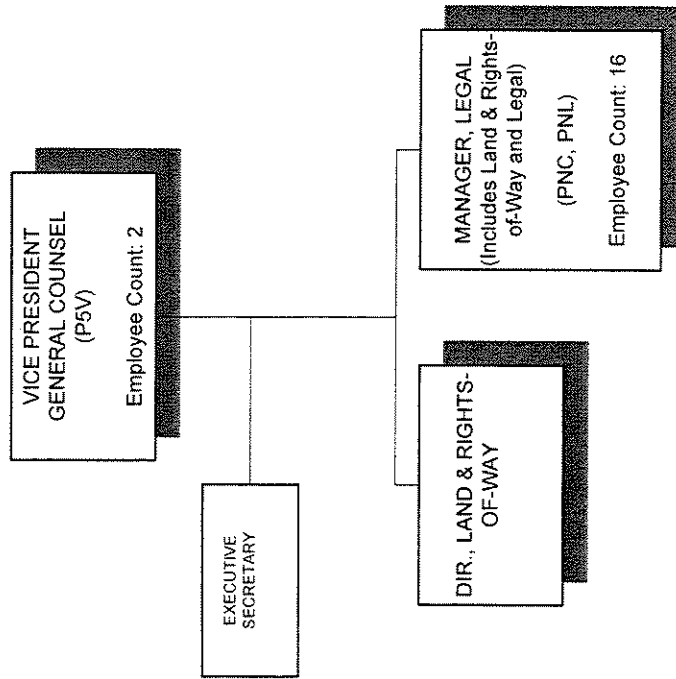 VICE PRESIDENT
GENERAL COUNSEL
(P5V)
Employee Count: 2
EXECUTIVE
SECRETARY
DIR., LAND & RIGHTS-
OF-WAY
MANAGER, LEGAL
(Includes Land & Rights-
of-Way and Legal)
(PNC, PNL)
Employee Count: 16